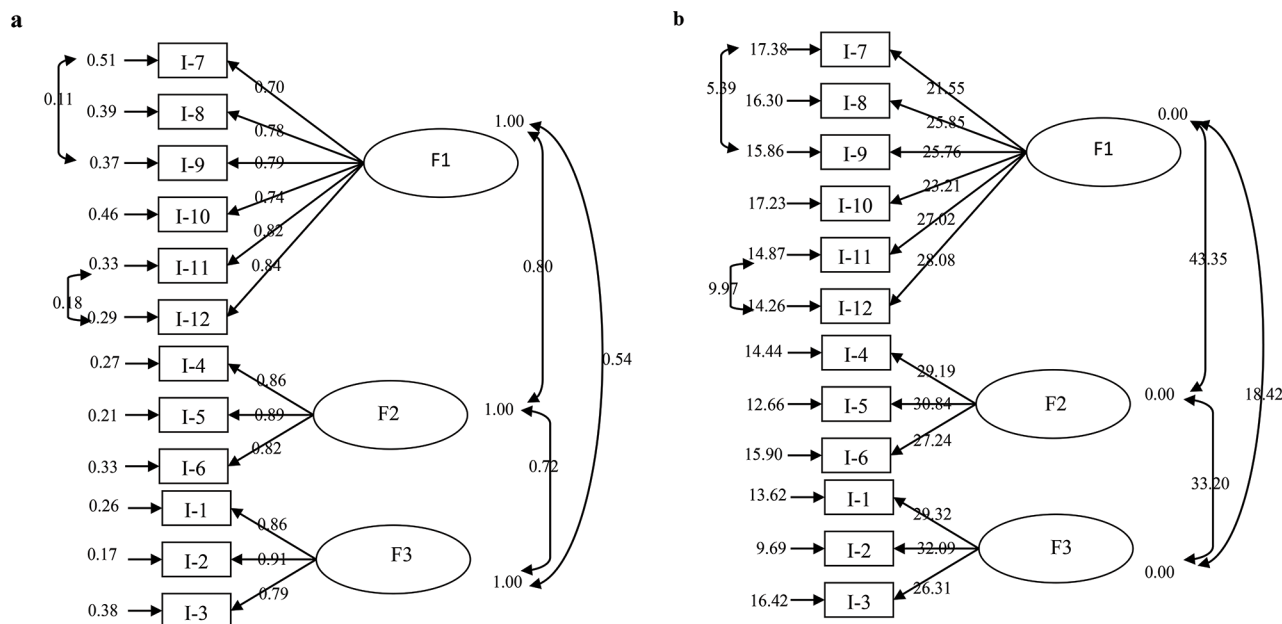 a
0.51
I-7
0.70
0.11
0.39
I-8
0.78
0.37
I-9
0.79
0.46
I-10
0.74
0.33
I-11
0.82
0.18
0.29
I-12
0.84
F1
1.00
0.80
0.54
0.27
I-4
0.86
0.21
I-5
0.89
0.33
I-6
0.82
F2
1.00
0.72
0.26
I-1
0.86
0.17
I-2
0.91
0.38
I-3
0.79
F3
1.00
b
17.38
I-7
21.55
5.39
16.30
I-8
25.85
15.86
I-9
25.76
17.23
I-10
23.21
14.87
I-11
27.02
9.97
14.26
I-12
28.08
F1
0.00
43.35
18.42
14.44
I-4
29.19
12.66
I-5
30.84
15.90
I-6
27.24
F2
0.00
33.20
13.62
I-1
29.32
9.69
I-2
32.09
16.42
I-3
26.31
F3
0.00